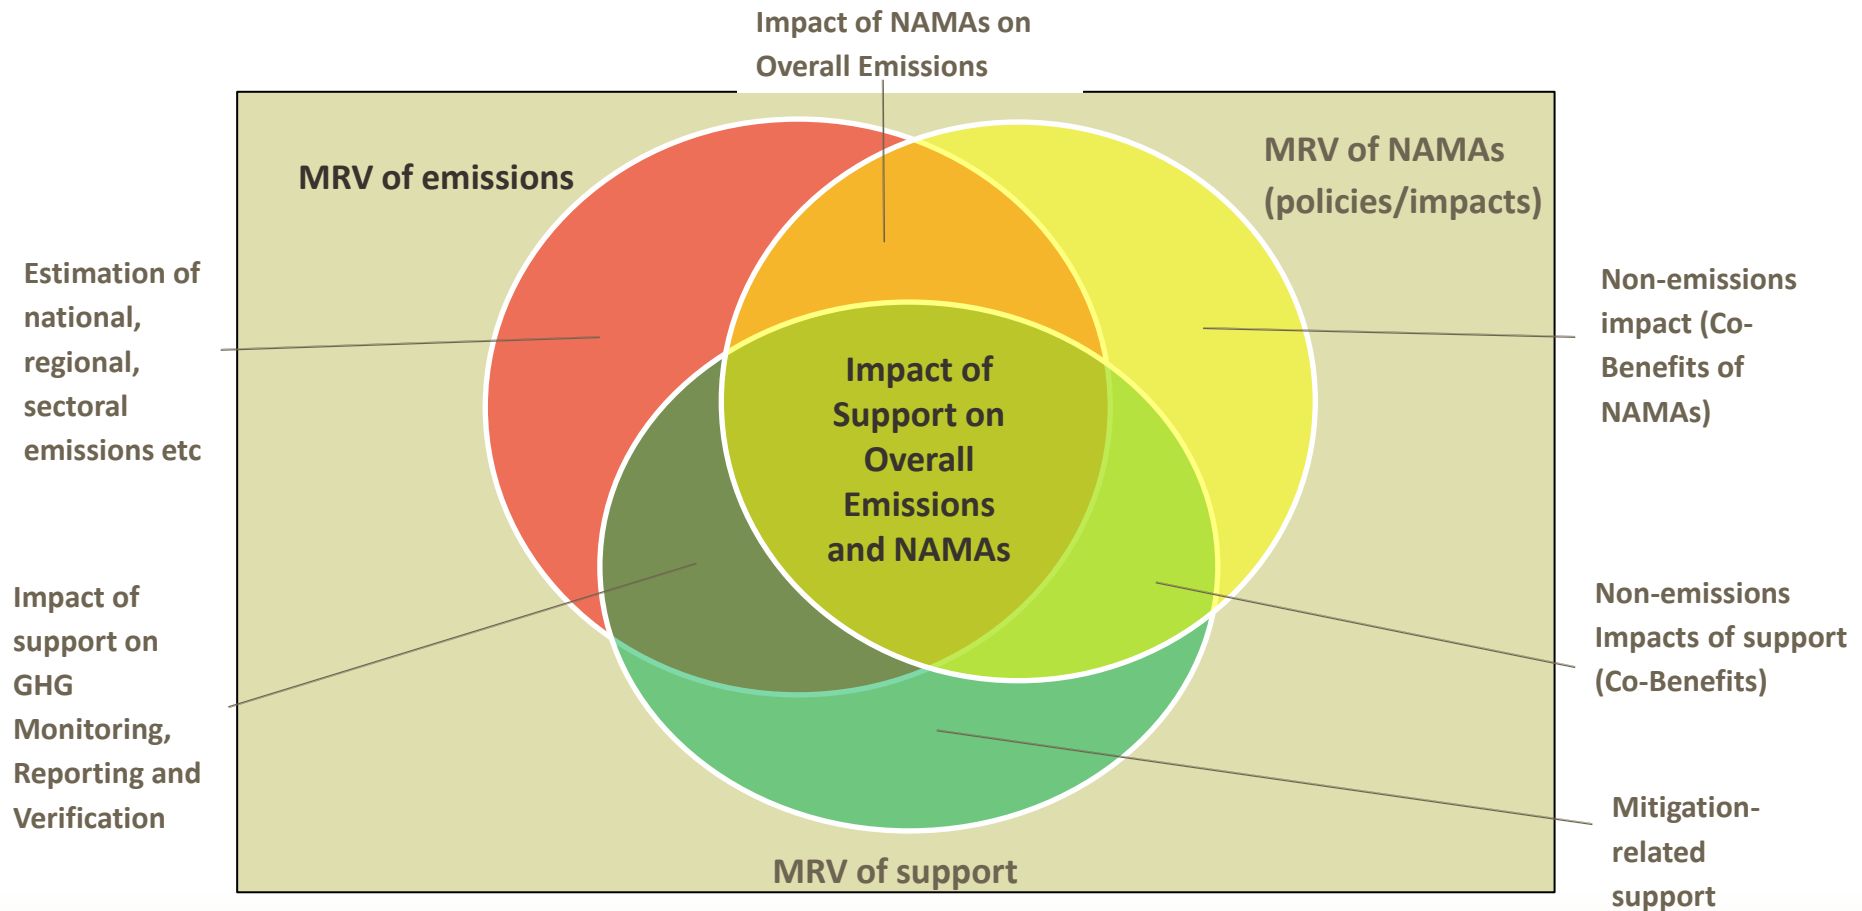 Impact of NAMAs on
Overall Emissions
MRV of emissions
MRV of NAMAs
(policies/impacts)
Estimation of
national,
regional,
sectoral
emissions etc
Non-emissions
impact (Co-
Benefits of
NAMAs)
Impact of
Support on
Overall
Emissions
and NAMAs
Impact of
support on
GHG
Monitoring,
Reporting and
Verification
Non-emissions
Impacts of support
(Co-Benefits)
Mitigation-
related
support
MRV of support